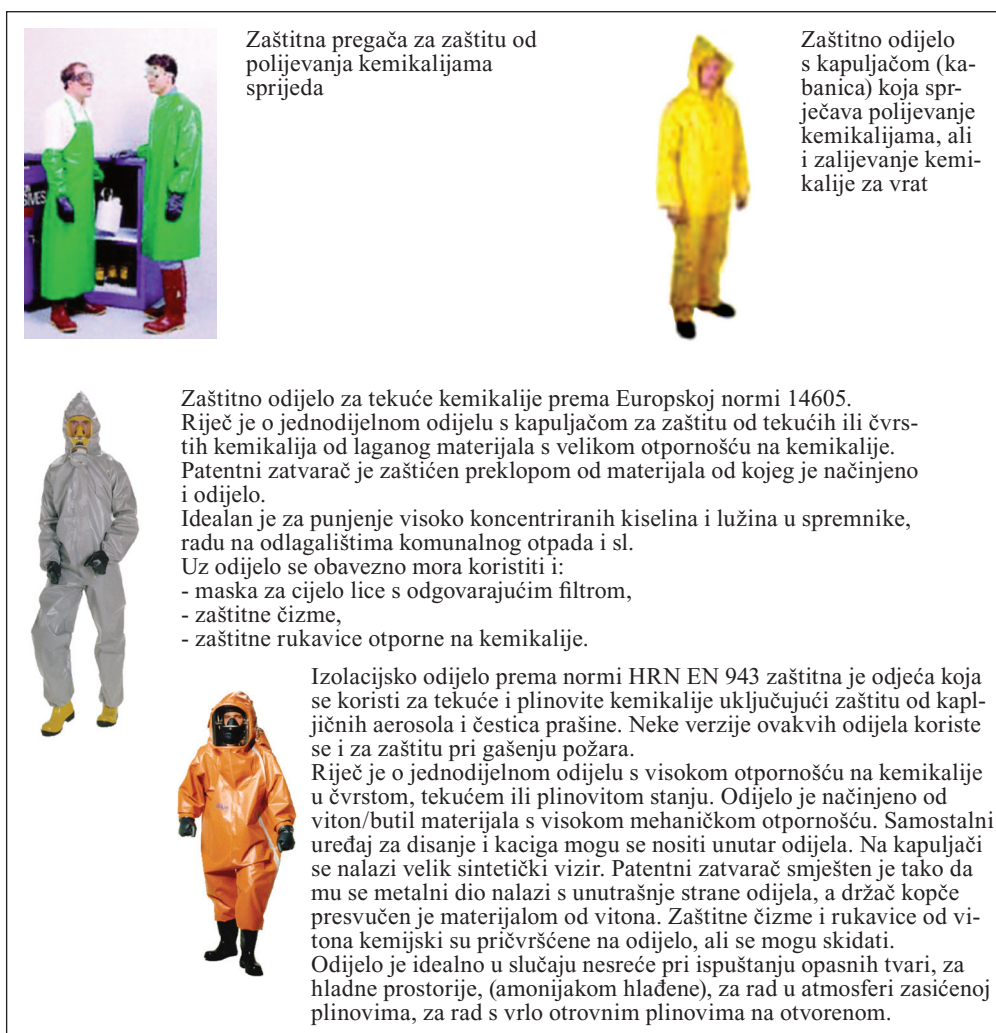 Zaštitna pregača za zaštitu od
polijevanja kemikalijama
sprijeda
Zaštitno odijelo
s kapuljačom (ka-
banica) koja spr-
ječava polijevanje
kemikalijama, ali
i zalijevanje kemi-
kalije za vrat
SIVES
Zaštitno odijelo za tekuće kemikalije prema Europskoj normi 14605.
Riječ je o jednodijelnom odijelu s kapuljačom za zaštitu od tekućih ili čvrs-
tih kemikalija od laganog materijala s velikom otpornošću na kemikalije.
Patentni zatvarač je zaštićen preklopom od materijala od kojeg je načinjeno
i odijelo.
Idealan je za punjenje visoko koncentriranih kiselina i lužina u spremnike,
radu na odlagalištima komunalnog otpada i sl.
Uz odijelo se obavezno mora koristiti i:
- maska za cijelo lice s odgovarajućim filtrom,
- zaštitne čizme,
- zaštitne rukavice otporne na kemikalije.
Izolacijsko odijelo prema normi HRN EN 943 zaštitna je odjeća koja
se koristi za tekuće i plinovite kemikalije uključujući zaštitu od kapl-
jičnih aerosola i čestica prašine. Neke verzije ovakvih odijela koriste
se i za zaštitu pri gašenju požara.
Riječ je o jednodijelnom odijelu s visokom otpornošću na kemikalije
u čvrstom, tekućem ili plinovitom stanju. Odijelo je načinjeno od
viton/butil materijala s visokom mehaničkom otpornošću. Samostalni
uređaj za disanje i kaciga mogu se nositi unutar odijela. Na kapuljači
se nalazi velik sintetički vizir. Patentni zatvarač smješten je tako da
mu se metalni dio nalazi s unutrašnje strane odijela, a držač kopče
presvučen je materijalom od vitona. Zaštitne čizme i rukavice od vi-
tona kemijski su pričvršćene na odijelo, ali se mogu skidati.
Odijelo je idealno u slučaju nesreće pri ispuštanju opasnih tvari, za
hladne prostorije, (amonijakom hlađene), za rad u atmosferi zasićenoj
plinovima, za rad s vrlo otrovnim plinovima na otvorenom.